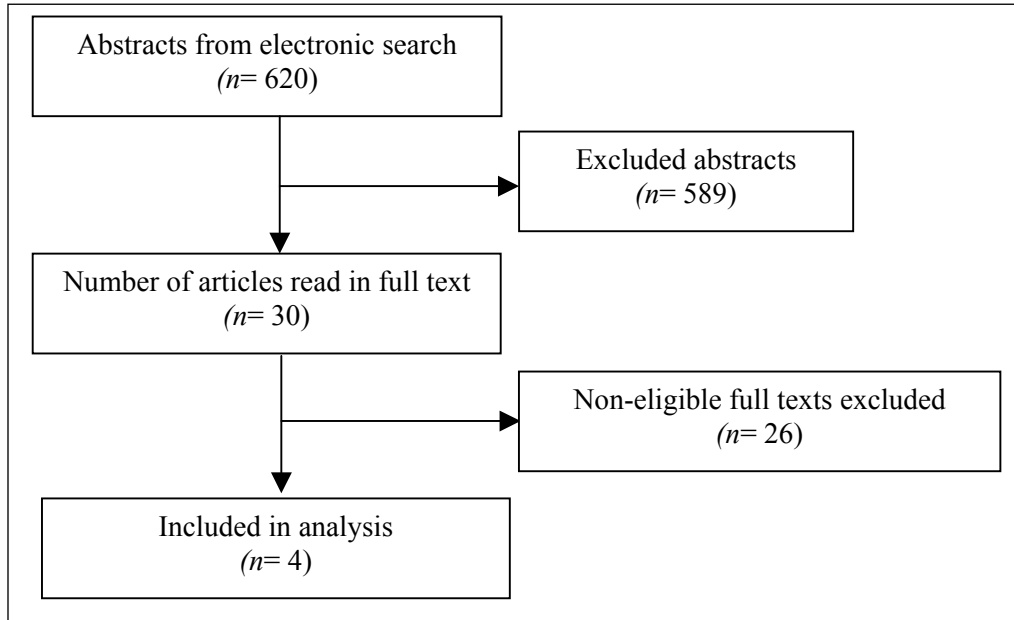 Abstracts from electronic search
(n= 620)
Excluded abstracts
(n= 589)
Number of articles read in full text
(n= 30)
Non-eligible full texts excluded
(n= 26)
Included in analysis
(n= 4)